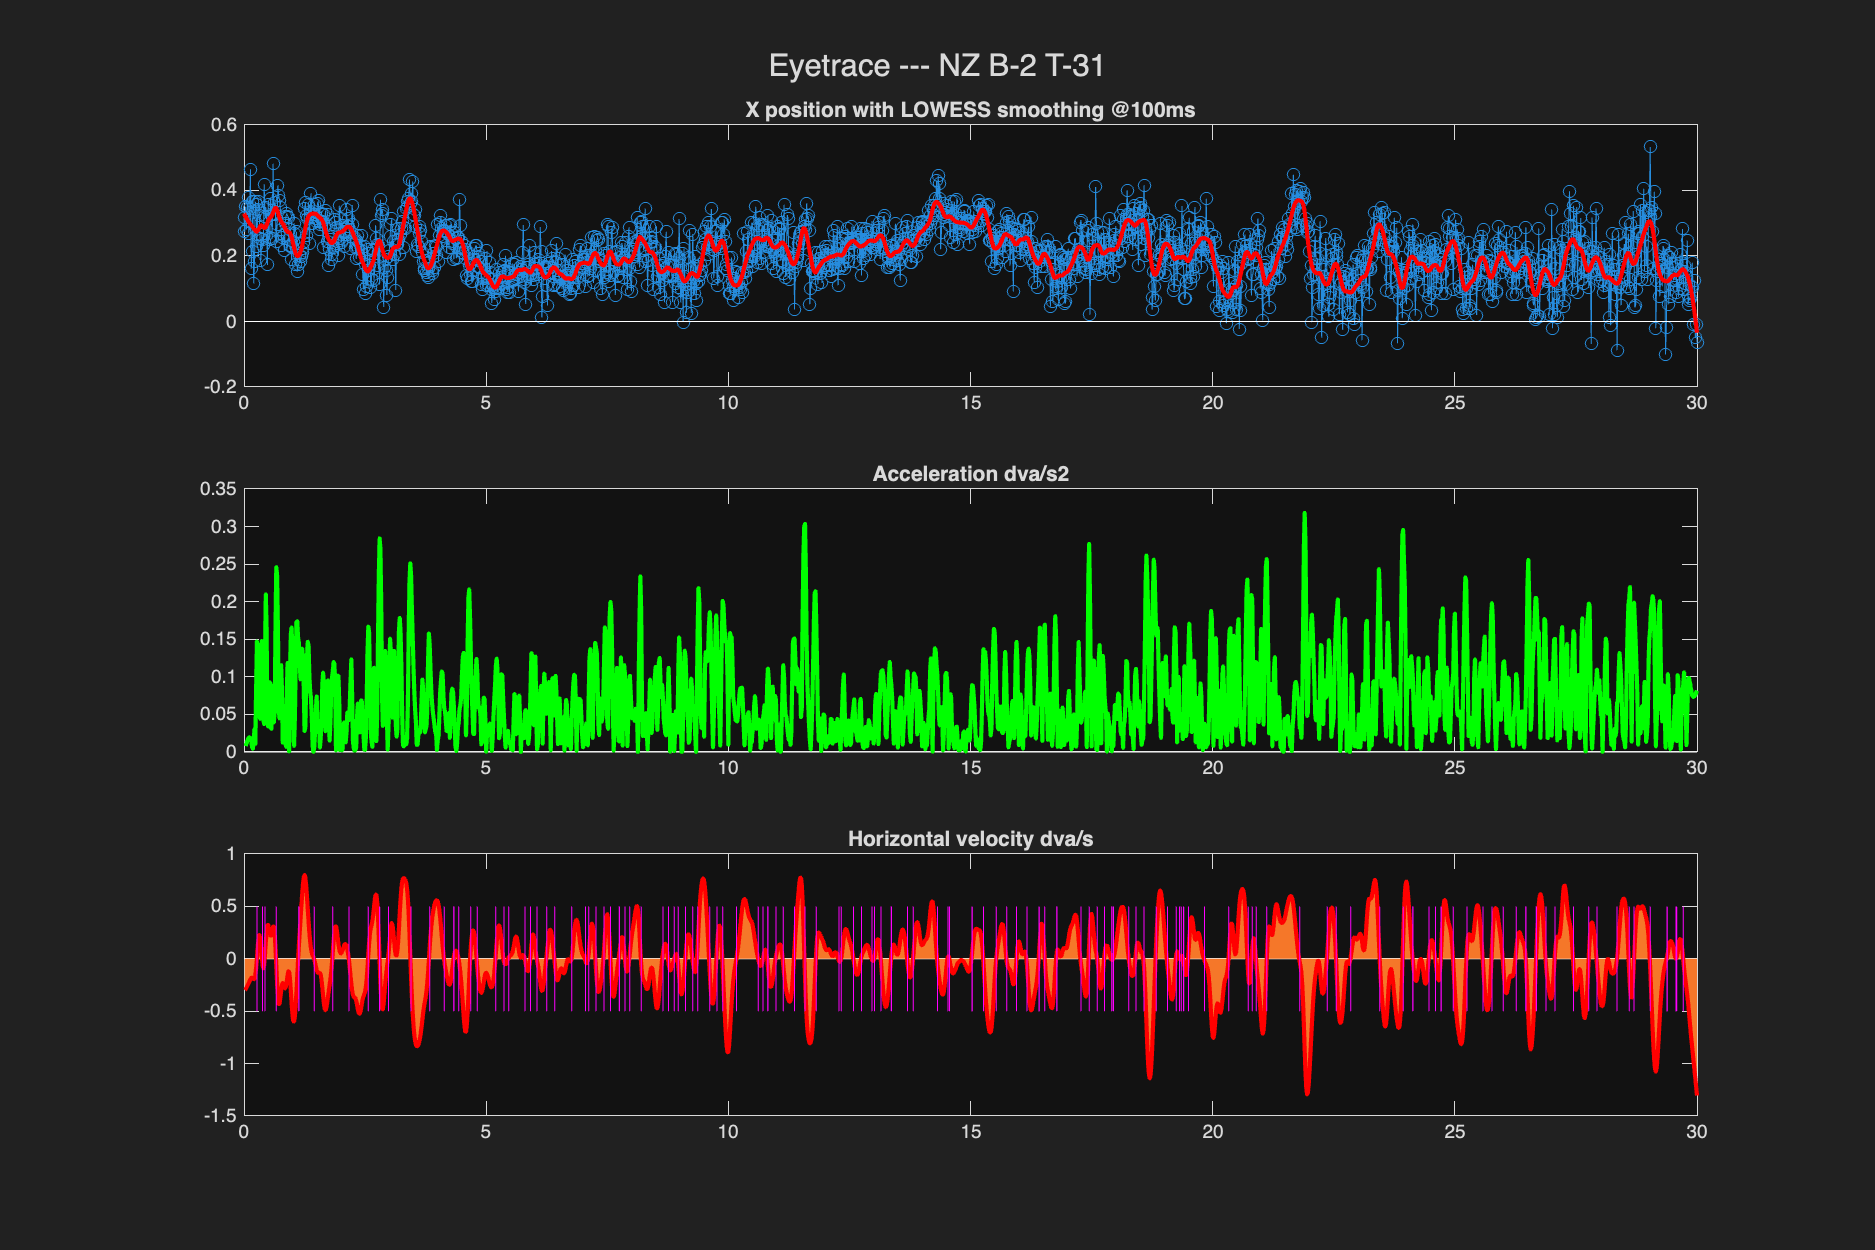 Eyetrace --- NZ B-2 T-31
X position with LOWESS smoothing @100ms
0.6
0.4
0.2
0
-0.2
0 5 10 15 20 25 30
Acceleration dva/s2
0.35
0.3
0.25
0.2
0.15
0.1
0.05
0
0 5 10 15 20 25 30
Horizontal velocity dva/s
1
0.5
0
-0.5
-1
-1.5
0 5 10 15 20 25 30